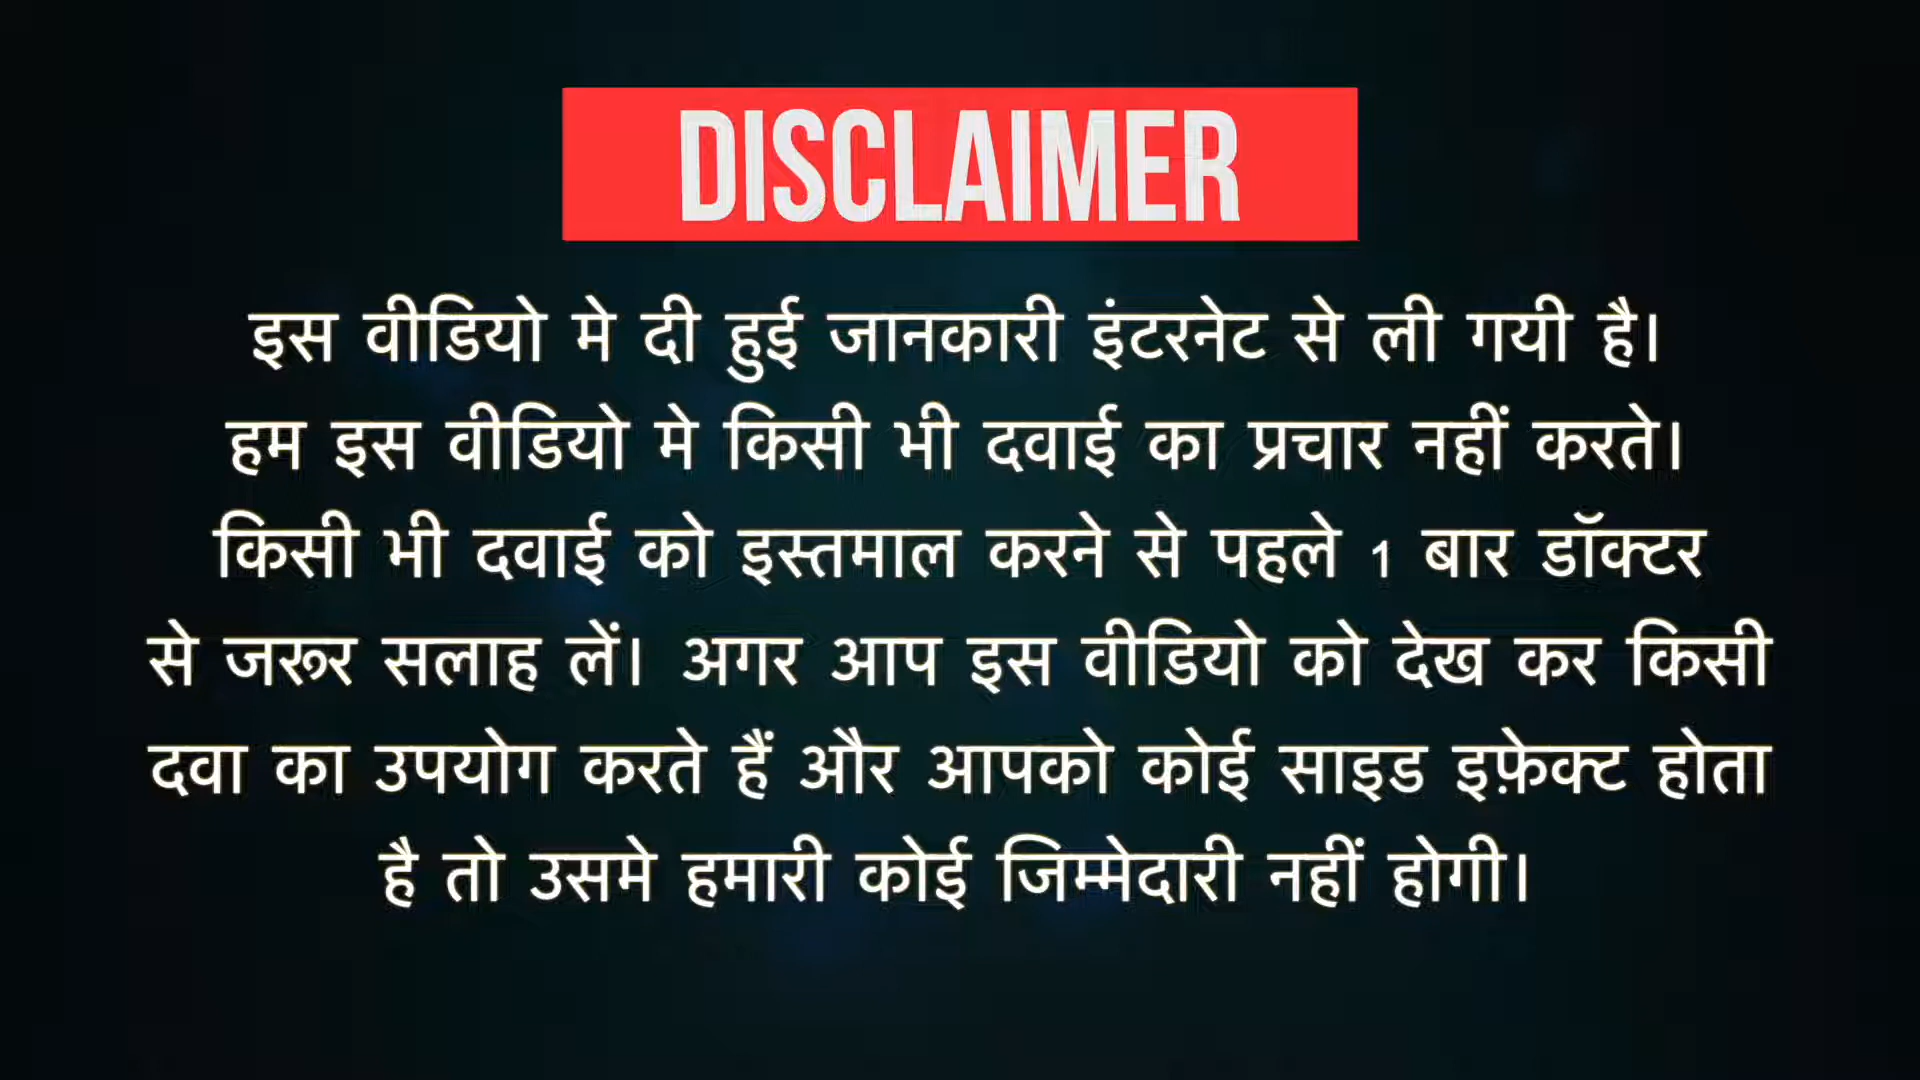 DISCLAIMER
इस वीडियो मे दी हुई जानकारी इंटरनेट से ली गयी है।
हम इस वीडियो मे किसी भी दवाई का प्रचार नहीं करते।
किसी भी दवाई को इस्तमाल करने से पहले 1 बार डॉक्टर
से जरूर सलाह लें। अगर आप इस वीडियो को देख कर किसी
दवा का उपयोग करते हैं और आपको कोई साइड इफ़ेक्ट होता
है तो उसमे हमारी कोई जिम्मेदारी नहीं होगी।